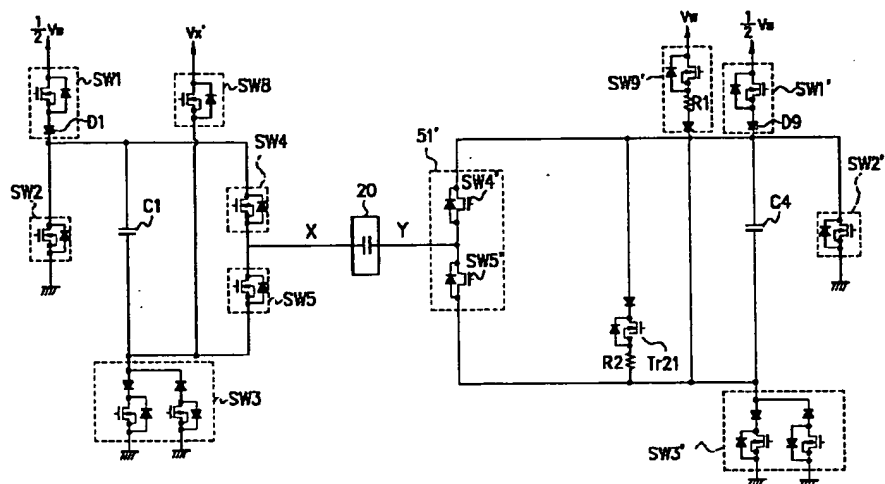 ½ Vs
Vx'
Vw
½ Vs
SW1
SW8
SW9'
R1
SW1'
D1
D9
SW4
51'
SW2
C1
20
SW4"
C4
SW2'
X
Y
SW5
SW5"
R2
Tr21
SW3
SW3"